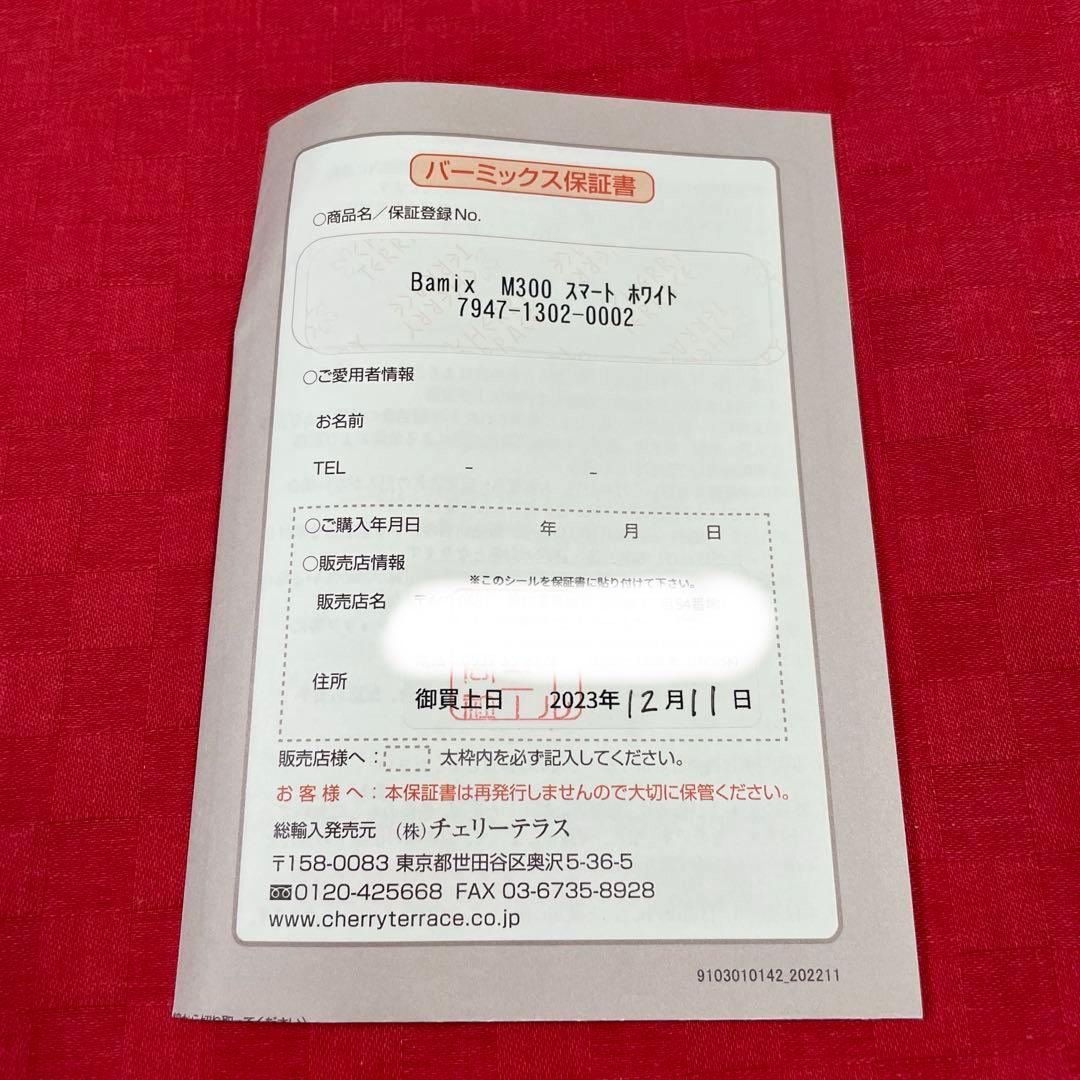 バーミックス保証書
○商品名／保証登録No.
Bamix M300 スマート ホワイト
7947-1302-0002
○ご愛用者情報
お名前
TEL - -
○ご購入年月日 年 月 日
○販売店情報
※このシールを保証書に貼り付けて下さい。
販売店名
住所
御買上日 2023年12月11日
販売店様へ： 太枠内を必ず記入してください。
お客様へ：本保証書は再発行しませんので大切に保管ください。
総輸入発売元 （株）チェリーテラス
〒158-0083 東京都世田谷区奥沢5-36-5
0120-425668 FAX 03-6735-8928
www.cherryterrace.co.jp
9103010142_202211